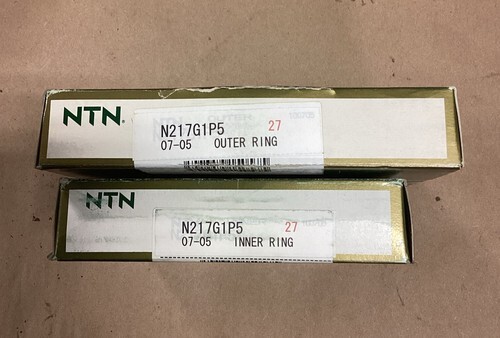 NTN
N217G1P5 27
07-05 OUTER RING
NTN
N217G1P5 27
07-05 INNER RING